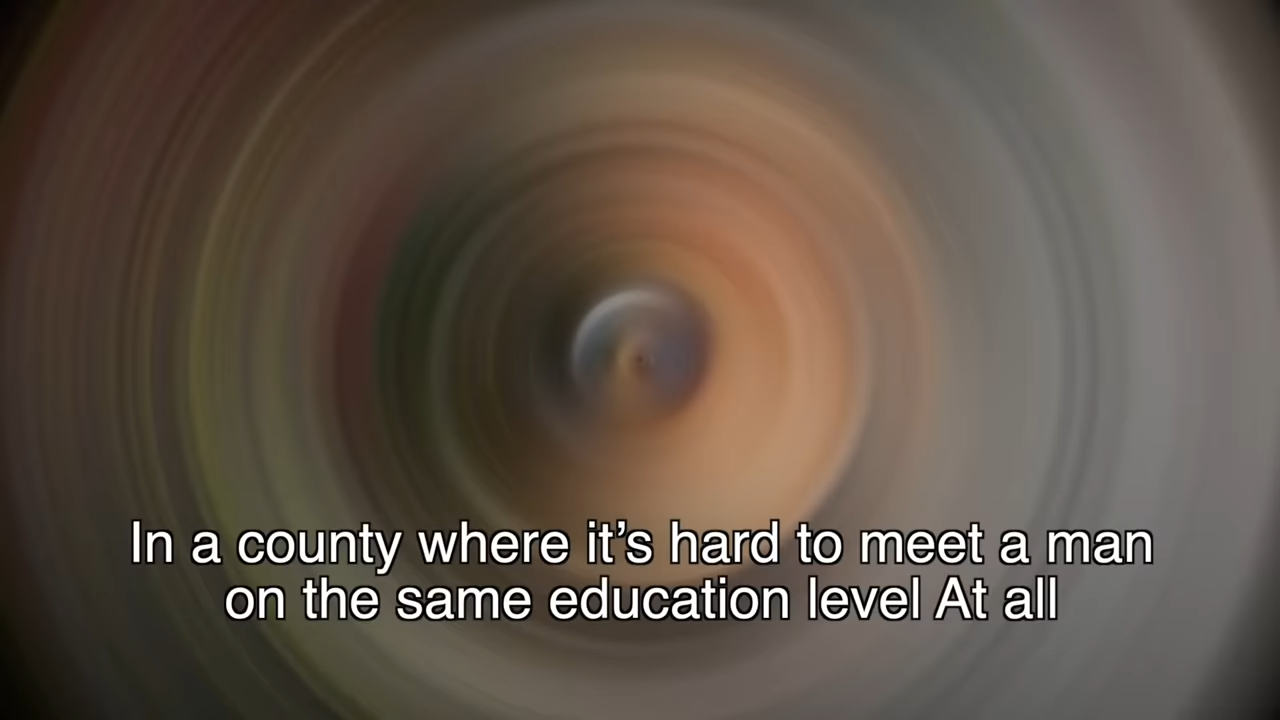 In a county where it’s hard to meet a man
on the same education level At all